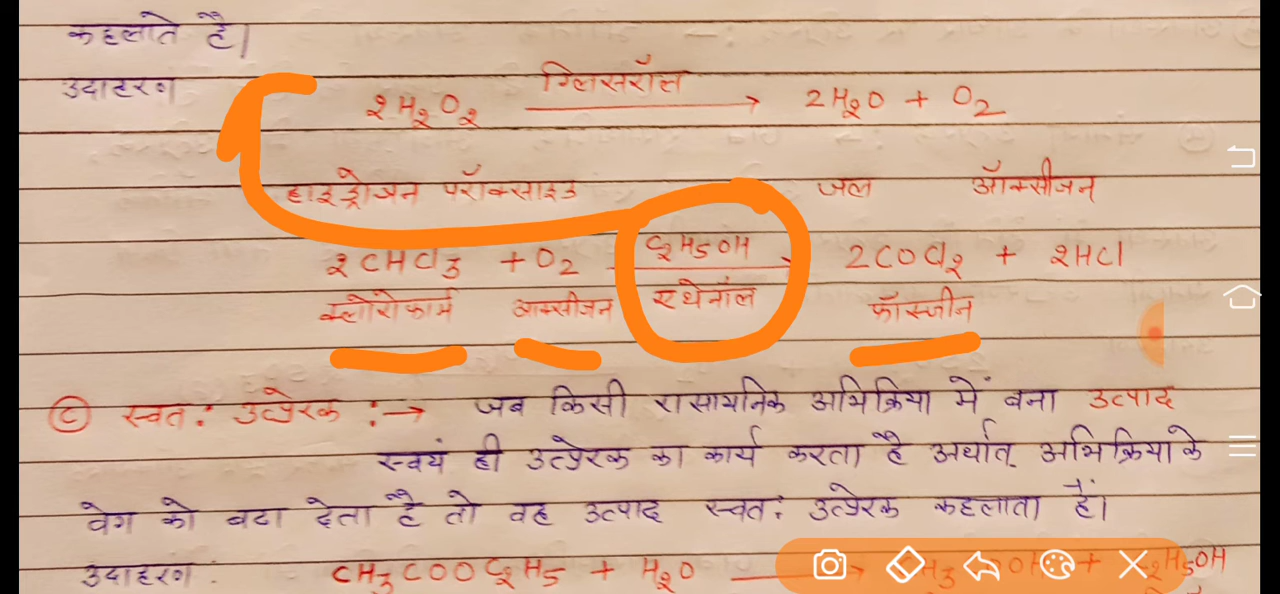 कहलाते है।
उदाहरण ग्लिसरॉल
2H₂O₂ → 2H₂O + O₂
हाइड्रोजन परॉक्साइड जल ऑक्सीजन
2CHCl₃ + O₂ C₂H₅OH → 2COCl₂ + 2HCl
क्लोरोफार्म आक्सीजन एथेनॉल फॉस्जीन
Ⓒ स्वत: उत्प्रेरक :→ जब किसी रासायनिक अभिक्रिया में बना उत्पाद
स्वयं ही उत्प्रेरक का कार्य करता है अर्थात् अभिक्रिया के
वेग को बढा देता है तो वह उत्पाद स्वत: उत्प्रेरक कहलाता हैं।
उदाहरण: CH₃COOC₂H₅ + H₂O → + C₂H₅OH